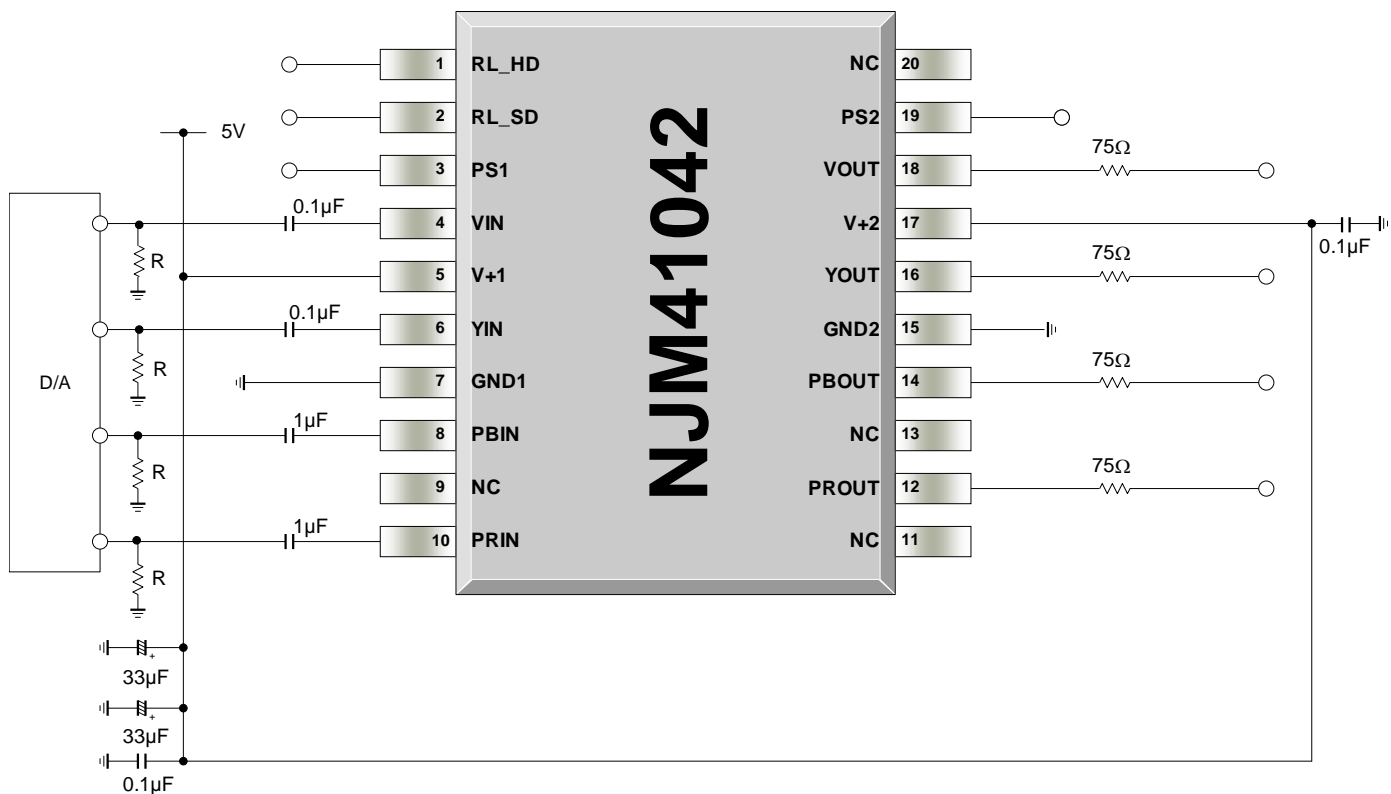 1 RL_HD
2 RL_SD
3 PS1
4 VIN
5 V+1
6 YIN
7 GND1
8 PBIN
9 NC
10 PRIN
NJM41042
NC 20
PS2 19
VOUT 18
V+2 17
YOUT 16
GND2 15
PBOUT 14
NC 13
PROUT 12
NC 11
5V
D/A
0.1µF
0.1µF
1µF
1µF
R
R
R
R
+
33µF
+
33µF
0.1µF
75Ω
75Ω
75Ω
75Ω
0.1µF